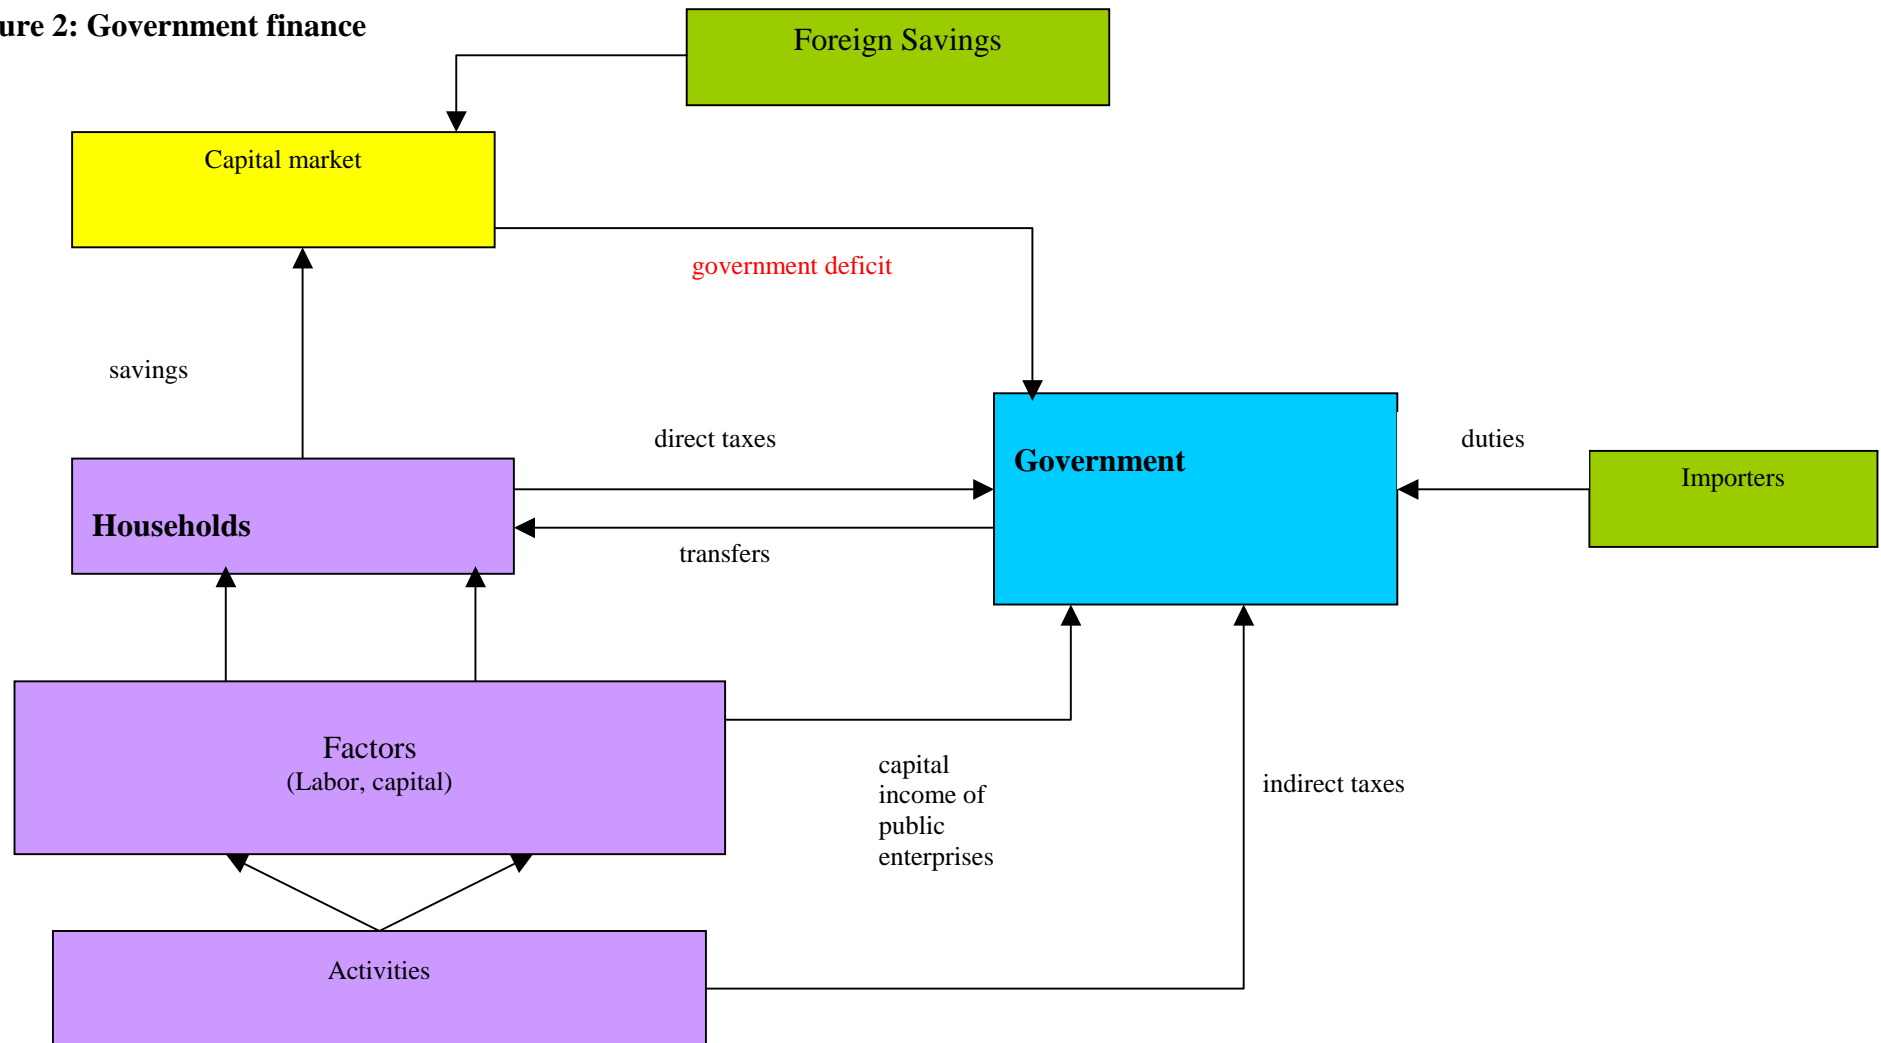 ure 2: Government finance
Foreign Savings
Capital market
government deficit
savings
direct taxes
duties
Government
Importers
Households
transfers
Factors
(Labor, capital)
capital
income of
public
enterprises
indirect taxes
Activities